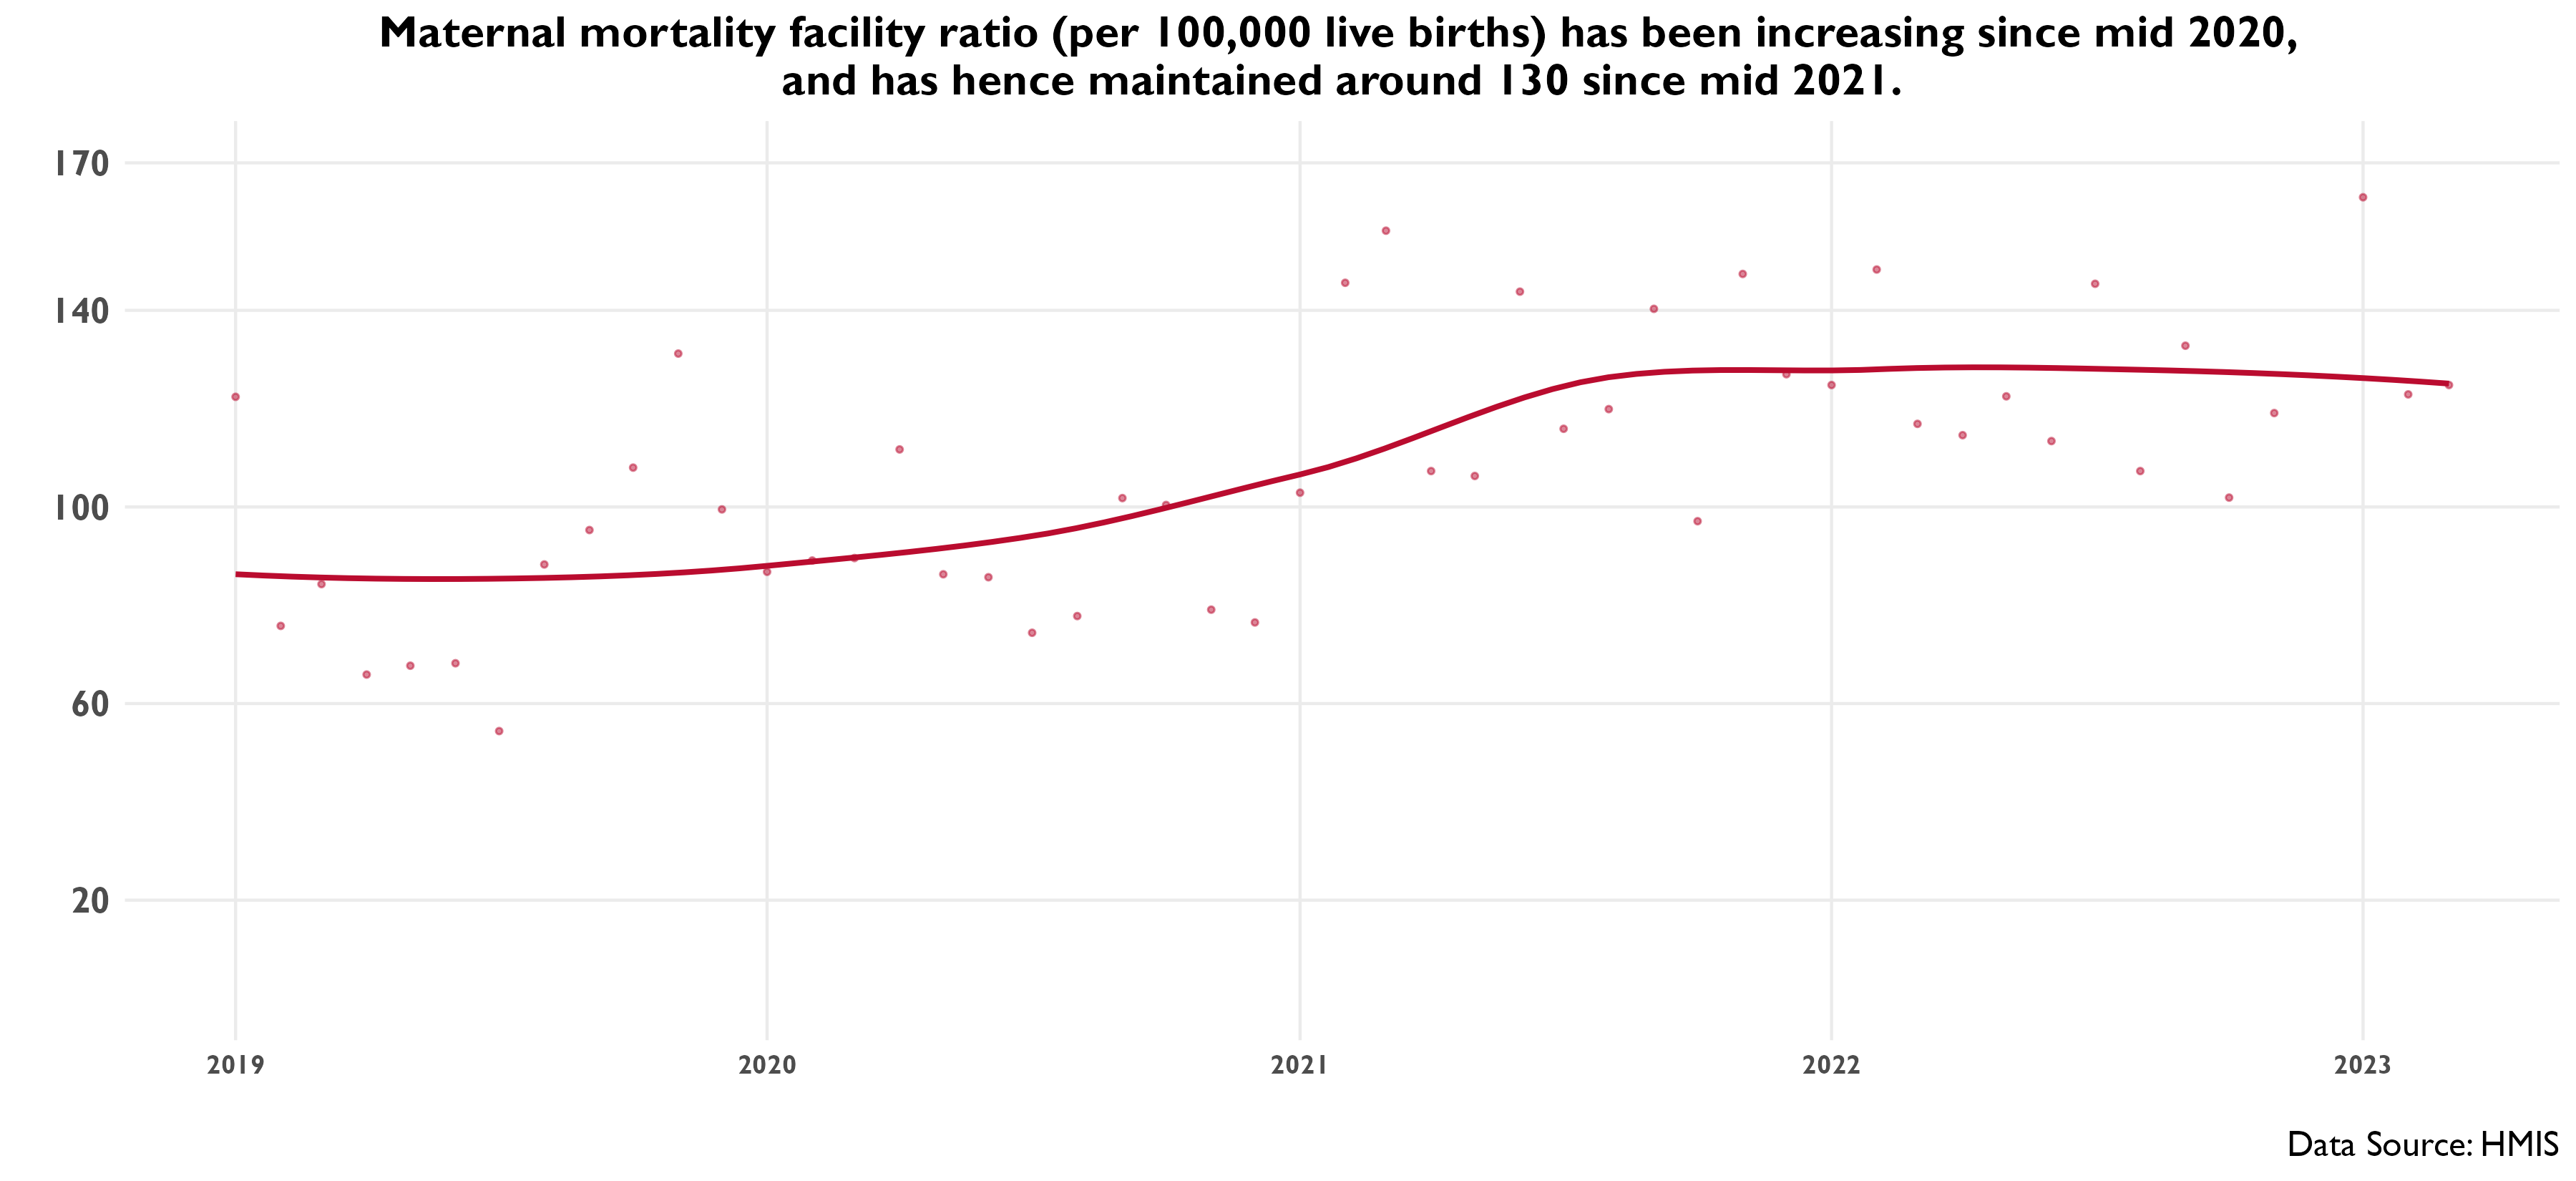 Maternal mortality facility ratio (per 100,000 live births) has been increasing since mid 2020,
and has hence maintained around 130 since mid 2021.
170
140
100
60
20
2019 2020 2021 2022 2023
Data Source: HMIS